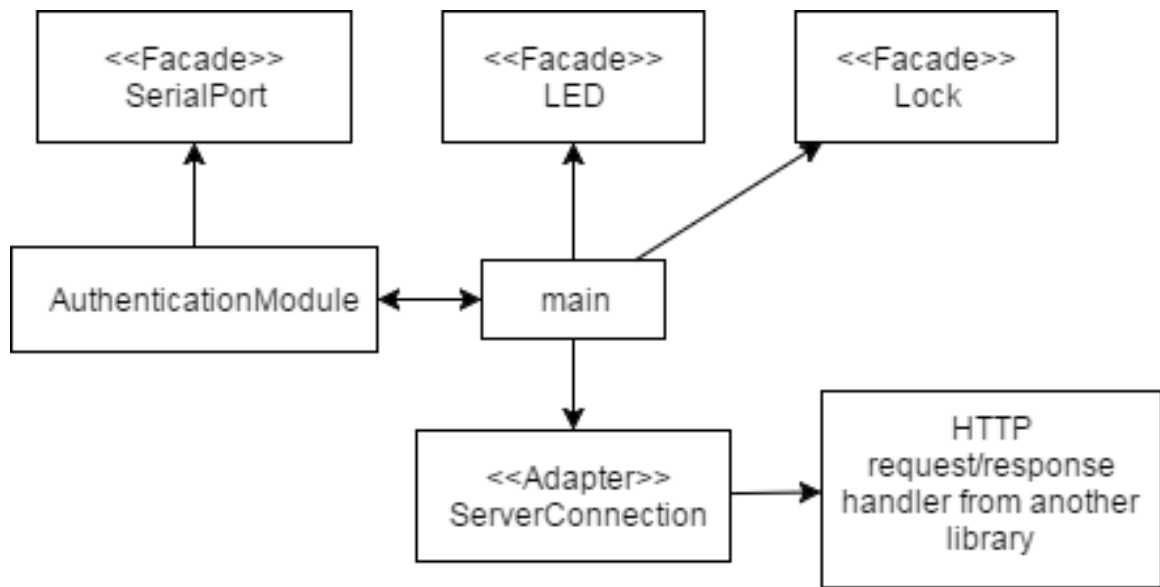 <<Facade>>
SerialPort
<<Facade>>
LED
<<Facade>>
Lock
AuthenticationModule
main
<<Adapter>>
ServerConnection
HTTP
request/response
handler from another
library